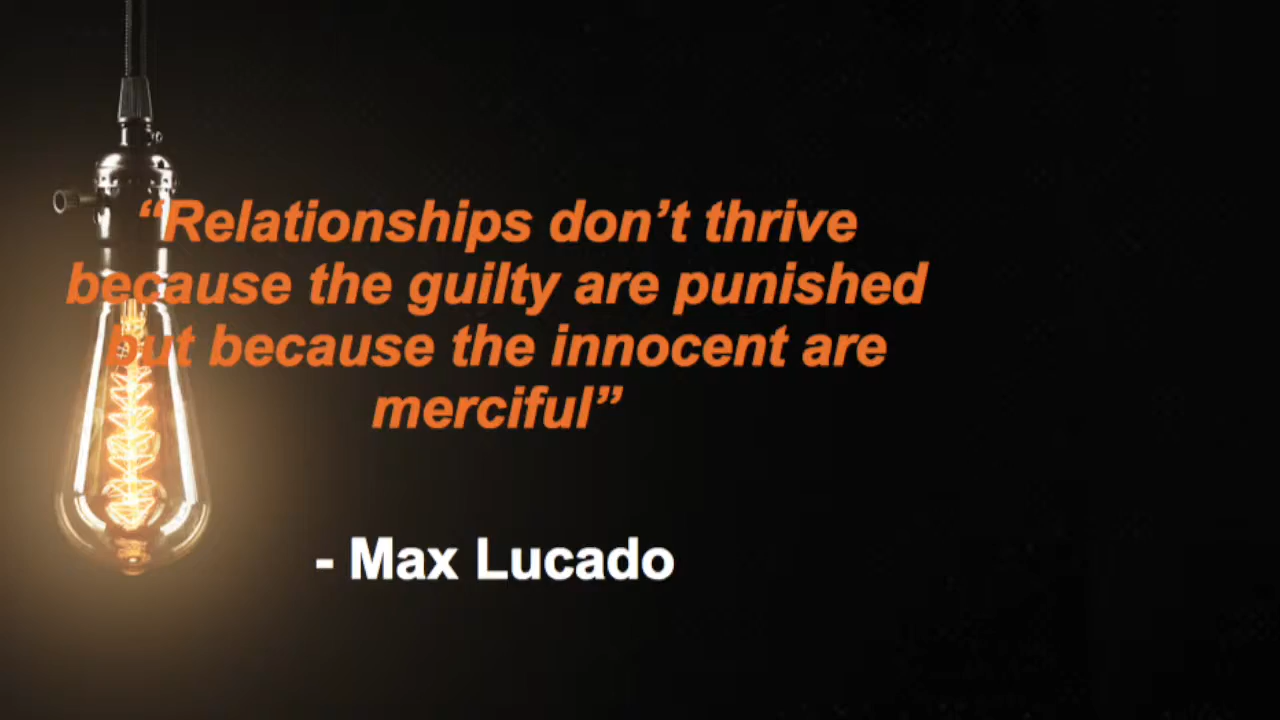 “Relationships don’t thrive
because the guilty are punished
but because the innocent are
merciful”
- Max Lucado